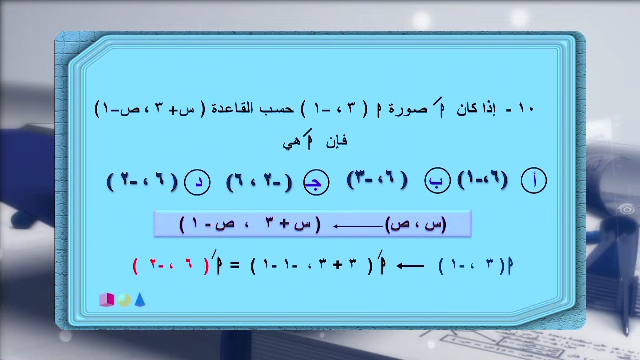 ١٠ - إذا كان م́ صورة م ( ٣ ، -١ ) حسب القاعدة ( س+ ٣ ، ص-١)
فإن م́ هي
أ (٦،-١) ب (٦، -٣ ) جـ (-٢ ، ٦) د (٦ ، -٢ )
(س ، ص) ← ( س + ٣ ، ص - ١ )
م( ٣ ، -١ ) ← م́ ( ٣ + ٣ ، -١ -١ ) = م́ ( ٦ ، -٢ )